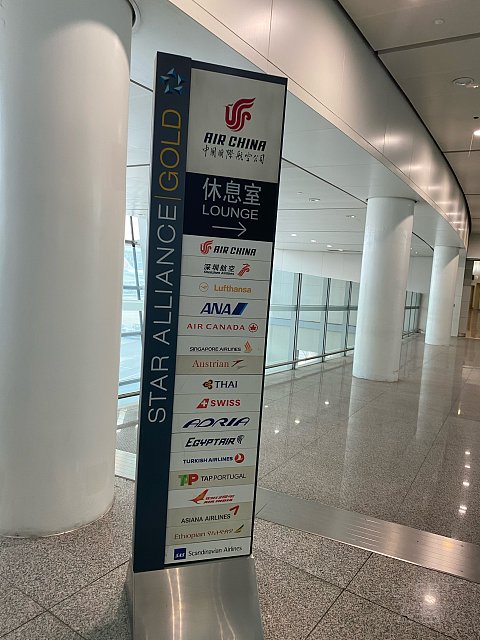 STAR ALLIANCE | GOLD
AIR CHINA
中国国际航空公司
休息室
LOUNGE
AIR CHINA
深圳航空
Lufthansa
ANA
AIR CANADA
SINGAPORE AIRLINES
Austrian
THAI
SWISS
ADRIA
EGYPTAIR
TURKISH AIRLINES
TAP TAP PORTUGAL
ASIANA AIRLINES
Ethiopian
SAS Scandinavian Airlines